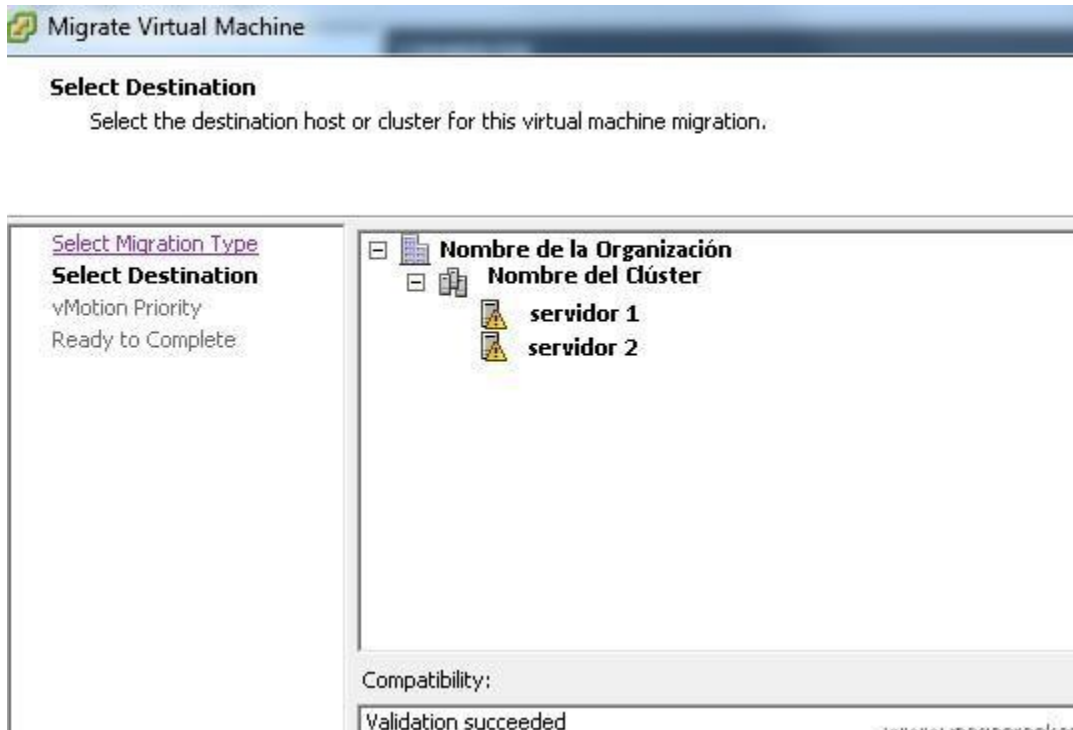 Migrate Virtual Machine
Select Destination
Select the destination host or cluster for this virtual machine migration.
Select Migration Type
Select Destination
vMotion Priority
Ready to Complete
Nombre de la Organización
Nombre del Clúster
servidor 1
servidor 2
Compatibility:
Validation succeeded